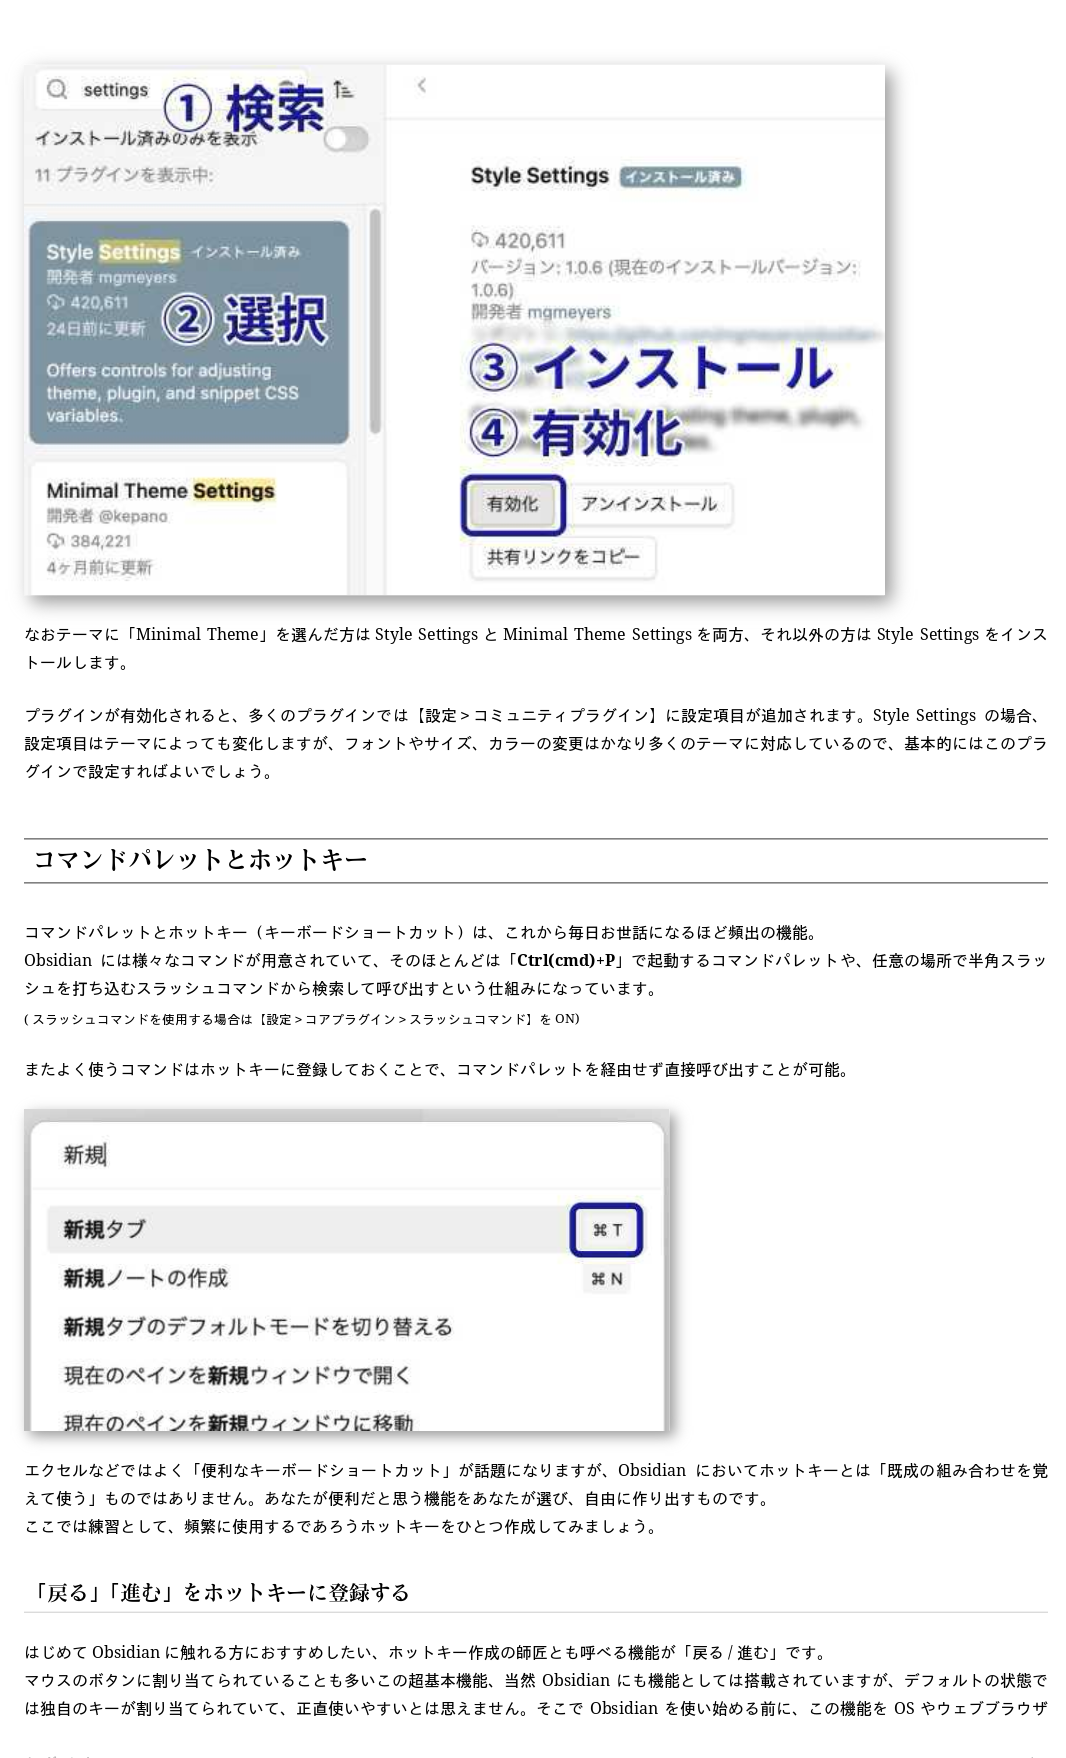 settings
① 検索
インストール済みのみを表示
11 プラグインを表示中:
Style Settings インストール済み
開発者 mgmeyers
420,611
24日前に更新
② 選択
Offers controls for adjusting
theme, plugin, and snippet CSS
variables.
Minimal Theme Settings
開発者 @kepano
384,221
4ヶ月前に更新
Style Settings インストール済み
420,611
バージョン: 1.0.6 (現在のインストールバージョン:
1.0.6)
開発者 mgmeyers
③ インストール
④ 有効化
有効化 アンインストール
共有リンクをコピー
なおテーマに「Minimal Theme」を選んだ方は Style Settings と Minimal Theme Settings を両方、それ以外の方は Style Settings をインス
トールします。
プラグインが有効化されると、多くのプラグインでは【設定 > コミュニティプラグイン】に設定項目が追加されます。Style Settings の場合、
設定項目はテーマによっても変化しますが、フォントやサイズ、カラーの変更はかなり多くのテーマに対応しているので、基本的にはこのプラ
グインで設定すればよいでしょう。
コマンドパレットとホットキー
コマンドパレットとホットキー（キーボードショートカット）は、これから毎日お世話になるほど頻出の機能。
Obsidian には様々なコマンドが用意されていて、そのほとんどは「Ctrl(cmd)+P」で起動するコマンドパレットや、任意の場所で半角スラッ
シュを打ち込むスラッシュコマンドから検索して呼び出すという仕組みになっています。
( スラッシュコマンドを使用する場合は【設定 > コアプラグイン > スラッシュコマンド】を ON)
またよく使うコマンドはホットキーに登録しておくことで、コマンドパレットを経由せず直接呼び出すことが可能。
新規
新規タブ ⌘ T
新規ノートの作成 ⌘ N
新規タブのデフォルトモードを切り替える
現在のペインを新規ウィンドウで開く
現在のペインを新規ウィンドウに移動
エクセルなどではよく「便利なキーボードショートカット」が話題になりますが、Obsidian においてホットキーとは「既成の組み合わせを覚
えて使う」ものではありません。あなたが便利だと思う機能をあなたが選び、自由に作り出すものです。
ここでは練習として、頻繁に使用するであろうホットキーをひとつ作成してみましょう。
「戻る」「進む」をホットキーに登録する
はじめて Obsidian に触れる方におすすめしたい、ホットキー作成の師匠とも呼べる機能が「戻る / 進む」です。
マウスのボタンに割り当てられていることも多いこの超基本機能、当然 Obsidian にも機能としては搭載されていますが、デフォルトの状態で
は独自のキーが割り当てられていて、正直使いやすいとは思えません。そこで Obsidian を使い始める前に、この機能を OS やウェブブラウザ